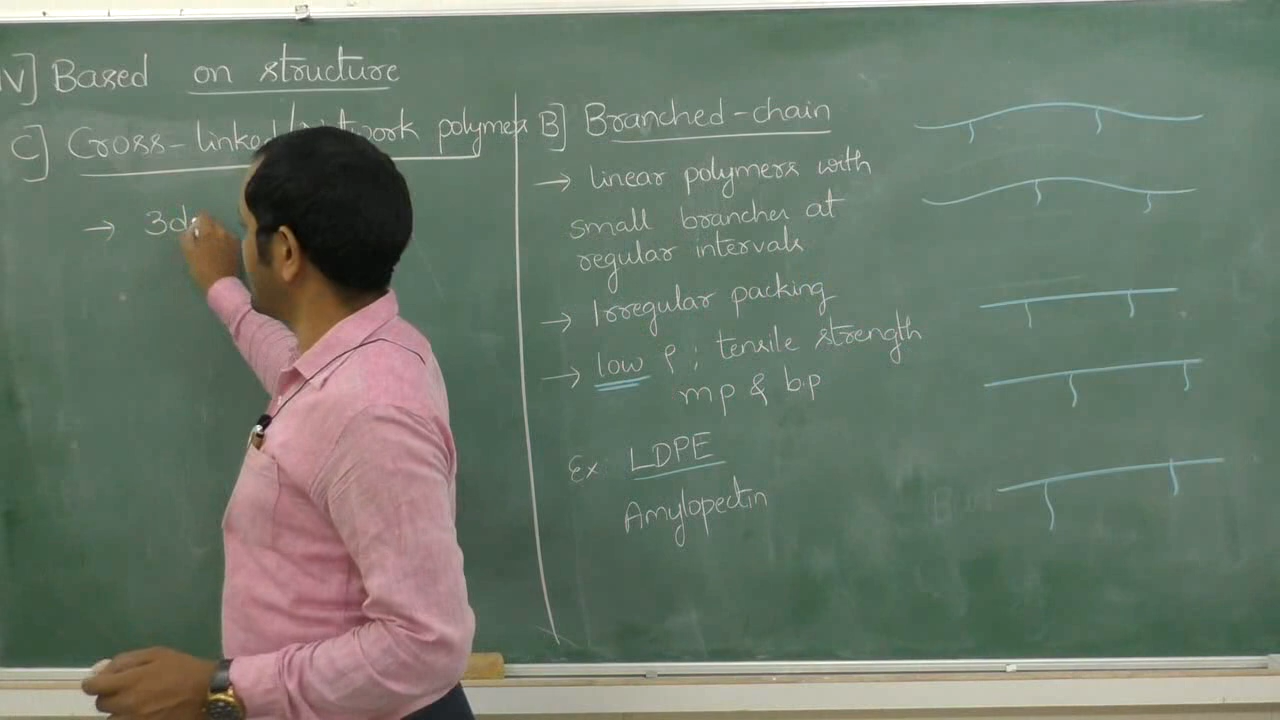 IV] Based on structure
C] Cross-linked/Network polymer
→ 3d
B] Branched-chain
→ linear polymers with
small branches at
regular intervals
→ Irregular packing
→ low ρ ; tensile strength
mp & b.p
Ex LDPE
Amylopectin